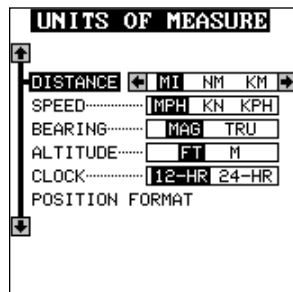 UNITS OF MEASURE
DISTANCE MI NM KM
SPEED MPH KN KPH
BEARING MAG TRU
ALTITUDE FT M
CLOCK 12-HR 24-HR
POSITION FORMAT